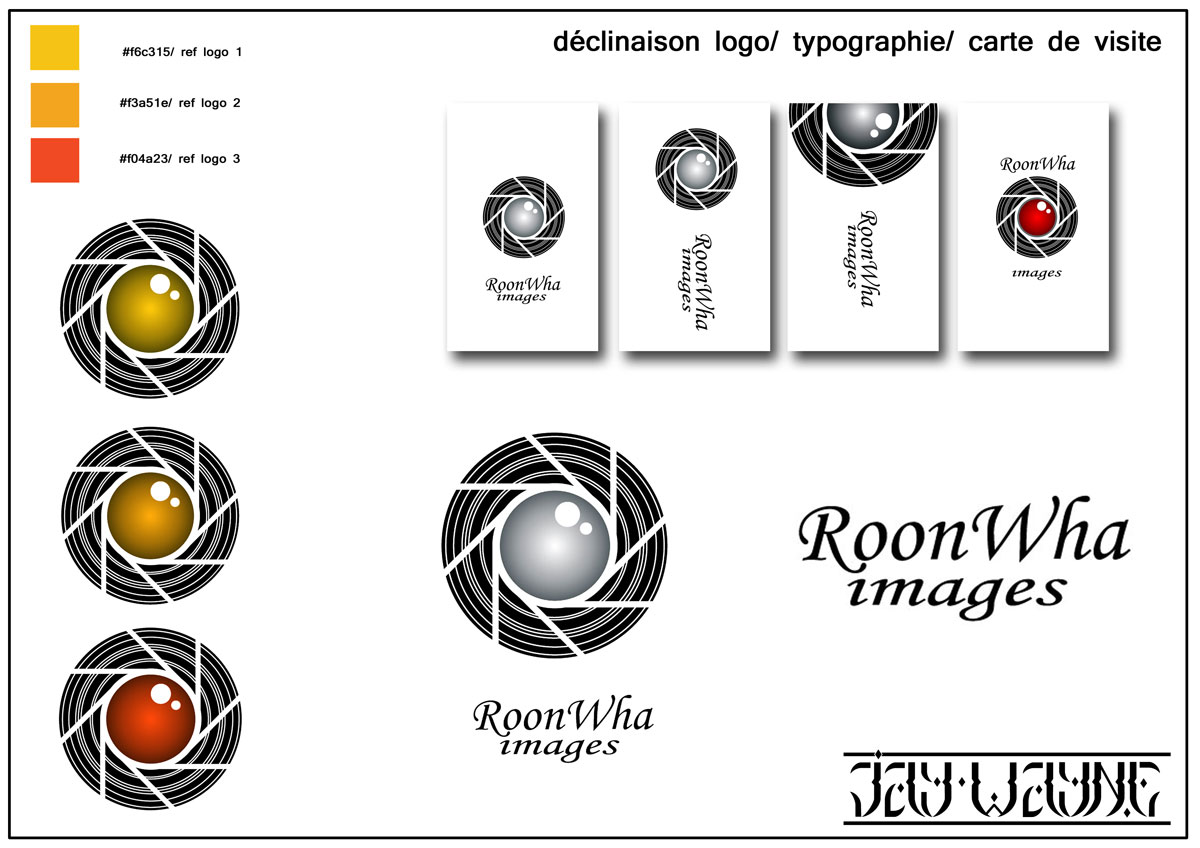 déclinaison logo/ typographie/ carte de visite
#f6c315/ ref logo 1
#f3a51e/ ref logo 2
#f04a23/ ref logo 3
RoonWha
images
RoonWha
images
RoonWha
images
RoonWha
images
RoonWha
images
RoonWha
images
JAY·WAYNE